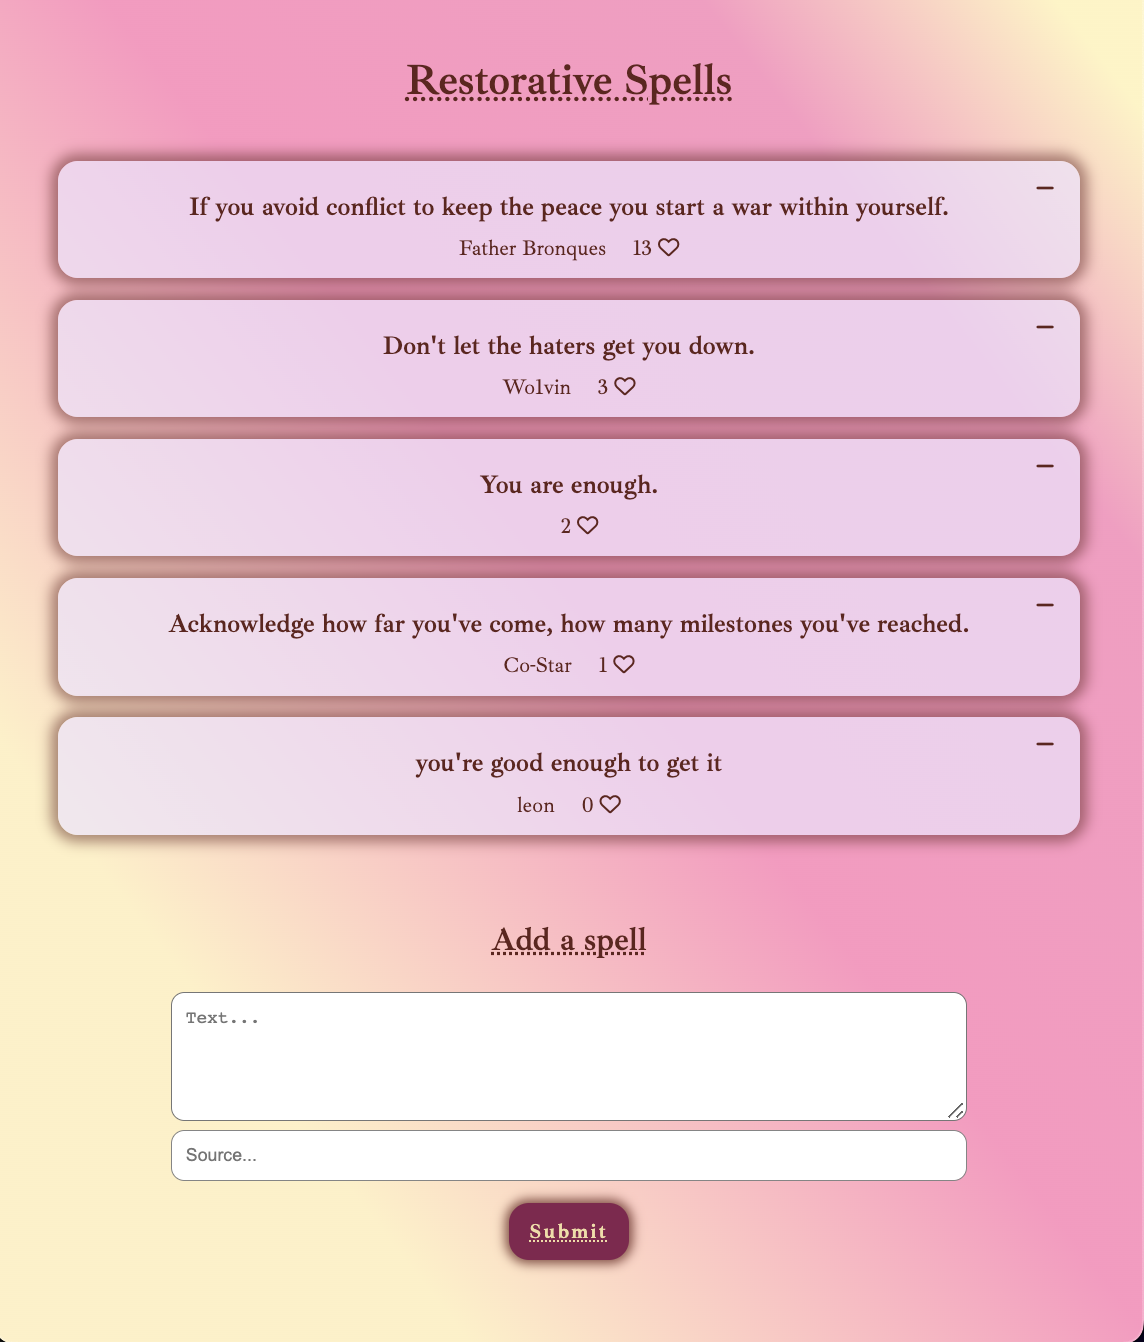 Restorative Spells
If you avoid conflict to keep the peace you start a war within yourself.
Father Bronques 13
Don't let the haters get you down.
Wolvin 3
You are enough.
2
Acknowledge how far you've come, how many milestones you've reached.
Co-Star 1
you're good enough to get it
leon 0
Add a spell
Text...
Source...
Submit